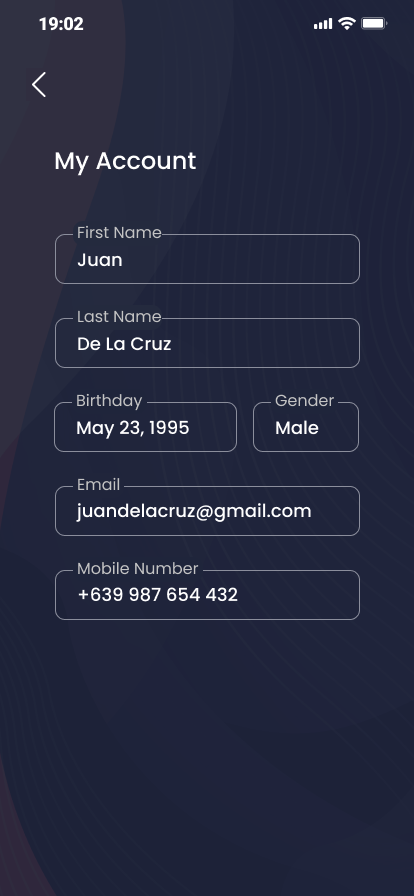 19:02
My Account
First Name
Juan
Last Name
De La Cruz
Birthday Gender
May 23, 1995 Male
Email
juandelacruz@gmail.com
Mobile Number
+639 987 654 432